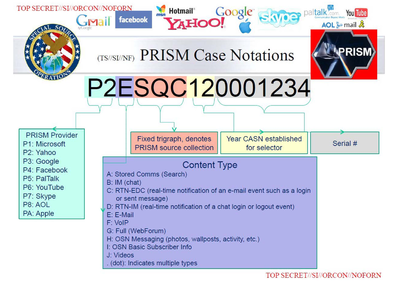 TOP SECRET//SI//ORCON//NOFORN
Gmail facebook Hotmail YAHOO! Google skype paltalk.com YouTube
AOL mail
SPECIAL SOURCE OPERATIONS
(TS//SI//NF) PRISM Case Notations
PRISM
P2ESQC120001234
PRISM Provider
P1: Microsoft
P2: Yahoo
P3: Google
P4: Facebook
P5: PalTalk
P6: YouTube
P7: Skype
P8: AOL
PA: Apple
Fixed trigraph, denotes
PRISM source collection
Year CASN established
for selector
Serial #
Content Type
A: Stored Comms (Search)
B: IM (chat)
C: RTN-EDC (real-time notification of an e-mail event such as a login
or sent message)
D: RTN-IM (real-time notification of a chat login or logout event)
E: E-Mail
F: VoIP
G: Full (WebForum)
H: OSN Messaging (photos, wallposts, activity, etc.)
I: OSN Basic Subscriber Info
J: Videos
. (dot): Indicates multiple types
TOP SECRET//SI//ORCON//NOFORN